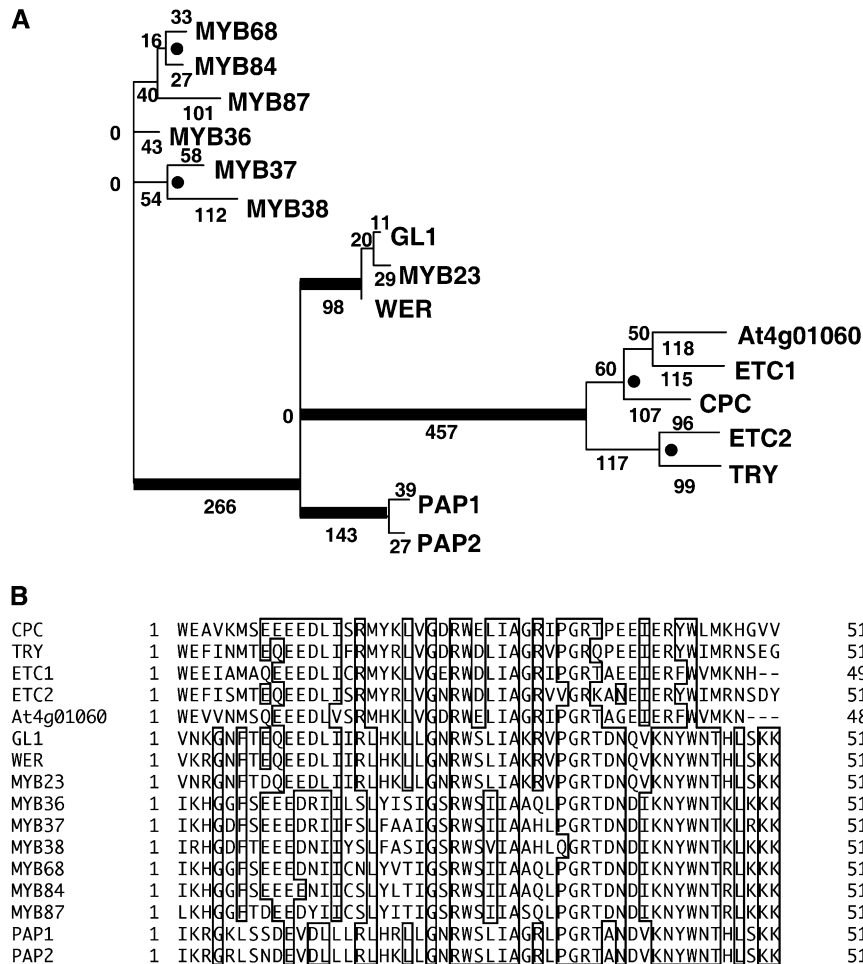 A
33
MYB68
16
27
MYB84
40
101
MYB87
0
43
MYB36
58
MYB37
0
54
112
MYB38
11
GL1
20
29
MYB23
98
WER
50
118
At4g01060
60
115
ETC1
107
CPC
0
457
96
ETC2
117
99
TRY
266
39
PAP1
143
27
PAP2
B
CPC 1 WEAVKMSEEEEDLISRMYKLVGDRWELIAGRIPGRTPEEIERYWLMKHGVV 51
TRY 1 WEFINMTEQEEDLIFRMYRLVGDRWDLIAGRVPGRQPEEIERYWIMRNSEG 51
ETC1 1 WEEIAMAQEEEDLICRMYKLVGERWDLIAGRIPGRTAEEIERFWVMKNH-- 49
ETC2 1 WEFISMTEQEEDLISRMYRLVGNRWDLIAGRVVGRKANEIERYWIMRNSDY 51
At4g01060 1 WEVVNMSQEEEDLVSRMHKLVGDRWELIAGRIPGRTAGEIERFWVMKN--- 48
GL1 1 VNKGNFTEQEEDLIIRLHKLLGNRWSLIAKRVPGRTDNQVKNYWNTHLSKK 51
WER 1 VKRGNFTEQEEDLIIRLHKLLGNRWSLIAKRVPGRTDNQVKNYWNTHLSKK 51
MYB23 1 VNRGNFTDQEEDLIIRLHKLLGNRWSLIAKRVPGRTDNQVKNYWNTHLSKK 51
MYB36 1 IKHGGFSEEEDRIILSLYISIGSRWSIIAAQLPGRTDNDIKNYWNTKLKKK 51
MYB37 1 IKHGDFSEEEDRIIFSLFAAIGSRWSIIAAHLPGRTDNDIKNYWNTKLRKK 51
MYB38 1 IRHGDFTEEEDNIIYSLFASIGSRWSVIAAHLQGRTDNDIKNYWNTKLKKK 51
MYB68 1 IKHGGFSEEEDNIICNLYVTIGSRWSIIAAQLPGRTDNDIKNYWNTRLKKK 51
MYB84 1 IKHGGFSEEEENIICSLYLTIGSRWSIIAAQLPGRTDNDIKNYWNTRLKKK 51
MYB87 1 LKHGGFTDEEDYIICSLYITIGSRWSIIASQLPGRTDNDIKNYWNTRLKKK 51
PAP1 1 IKRGKLSSDEVDLLLRLHRLLGNRWSLIAGRLPGRTANDVKNYWNTHLSKK 51
PAP2 1 IKRGRLSNDEVDLLLRLHKLLGNRWSLIAGRLPGRTANDVKNYWNTHLSKK 51